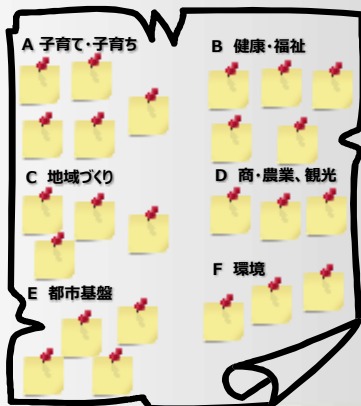 A 子育て・子育ち
B 健康・福祉
C 地域づくり
D 商・農業、観光
E 都市基盤
F 環境